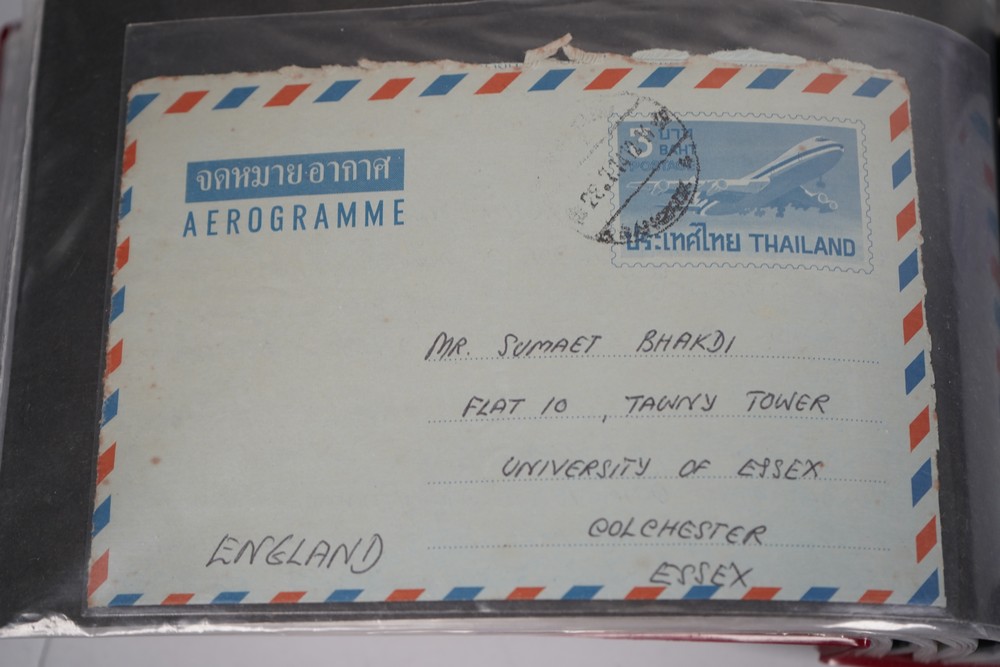 จดหมายอากาศ
AEROGRAMME
3 บาท
BAHT
POSTAGE
ประเทศไทย THAILAND
MR. SUMAET BHAKDI
FLAT 10, TAWNY TOWER
UNIVERSITY OF ESSEX
COLCHESTER
ESSEX
ENGLAND